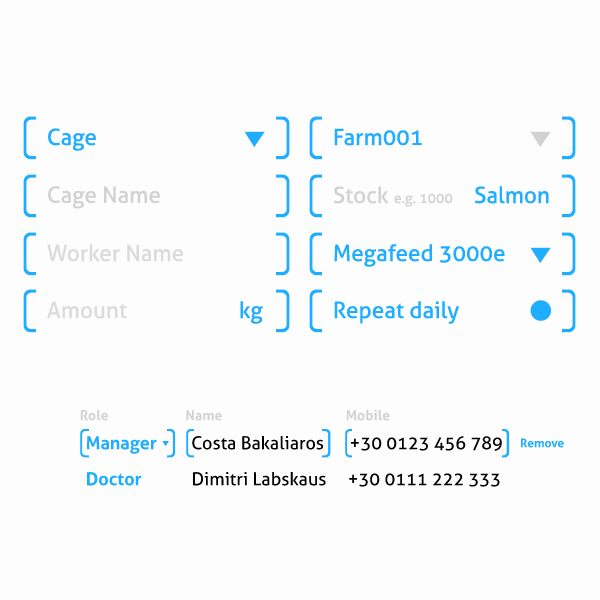 Cage
Farm001
Cage Name
Stock e.g. 1000 Salmon
Worker Name
Megafeed 3000e
Amount kg
Repeat daily
Role Name Mobile
Manager Costa Bakaliaros +30 0123 456 789 Remove
Doctor Dimitri Labskaus +30 0111 222 333